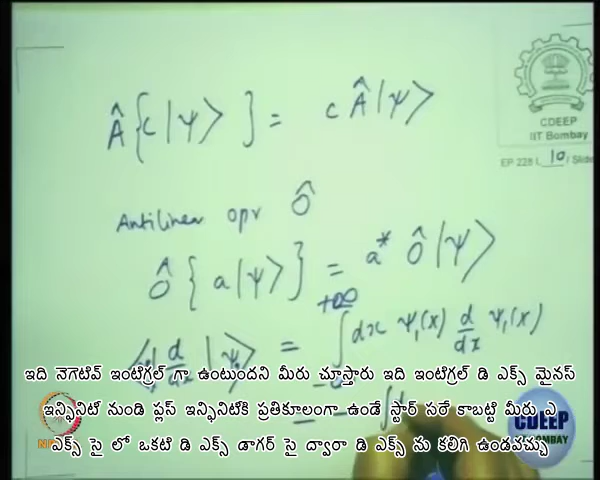 Â{c|ψ>} = c Â|ψ>
CDEEP
IIT Bombay
EP 228 L 10 / Slide
Antilinear opr Ô
Ô{a|ψ>} = a* Ô|ψ>
d/dx |ψ> = ∫ dx ψ₁(x) d/dx ψ₁(x)
+∞
ఇది నెగెటివ్ ఇంటిగ్రల్ గా ఉంటుందని మీరు చూస్తారు ఇది ఇంటిగ్రల్ డి ఎక్స్ మైనస్
ఇన్ఫినిటీ నుండి ప్లస్ ఇన్ఫినిటీకి ప్రతికూలంగా ఉండే స్టార్ సరే కాబట్టి మీరు ఎ
ఎక్స్ సై లో ఒకటి డి ఎక్స్ డాగర్ సై ద్వారా డి ఎక్స్ ను కలిగి ఉండవచ్చు
CDEEP
BOMBAY